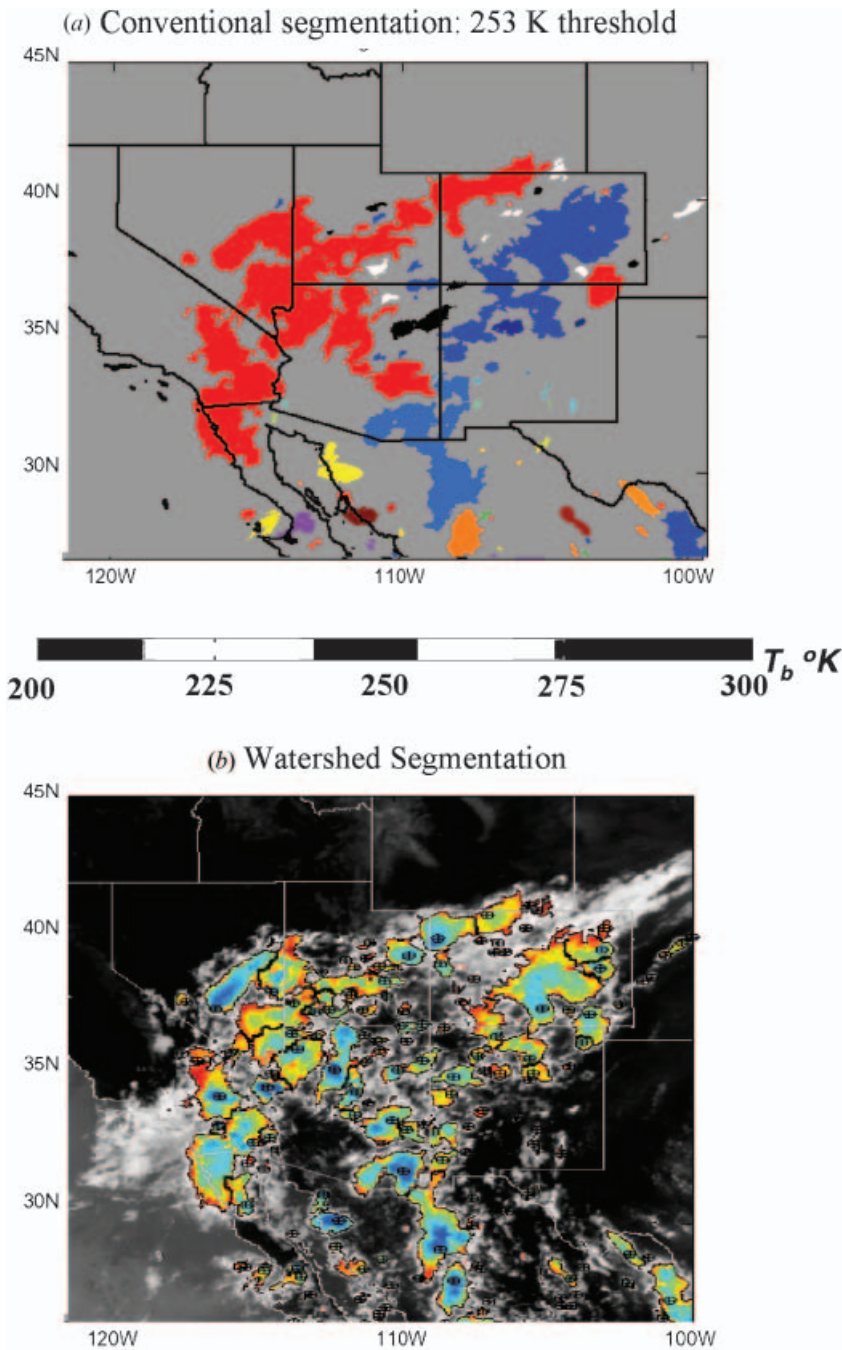 (a) Conventional segmentation: 253 K threshold
45N
40N
35N
30N
120W 110W 100W
200 225 250 275 300 T_b °K
(b) Watershed Segmentation
45N
40N
35N
30N
120W 110W 100W